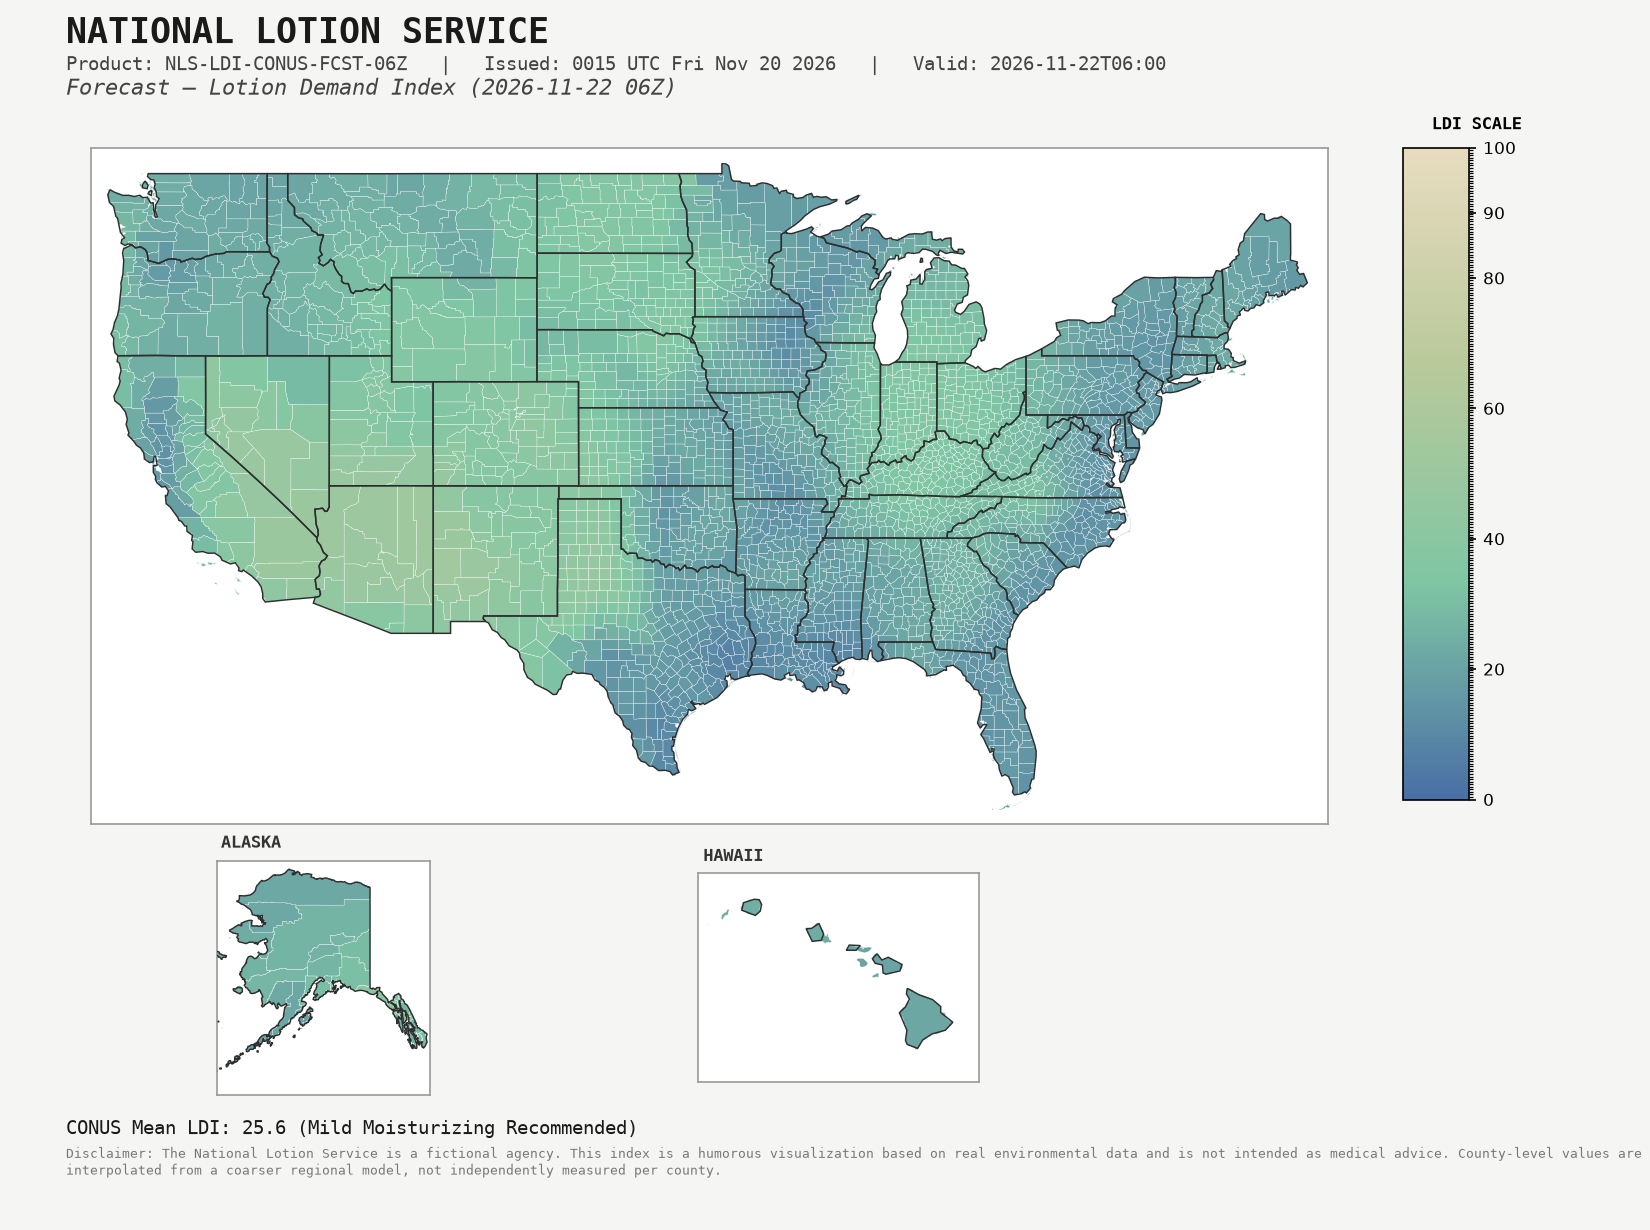 NATIONAL LOTION SERVICE
Product: NLS-LDI-CONUS-FCST-06Z | Issued: 0015 UTC Fri Nov 20 2026 | Valid: 2026-11-22T06:00
Forecast — Lotion Demand Index (2026-11-22 06Z)
LDI SCALE
100
90
80
60
40
20
0
ALASKA
HAWAII
CONUS Mean LDI: 25.6 (Mild Moisturizing Recommended)
Disclaimer: The National Lotion Service is a fictional agency. This index is a humorous visualization based on real environmental data and is not intended as medical advice. County-level values are
interpolated from a coarser regional model, not independently measured per county.